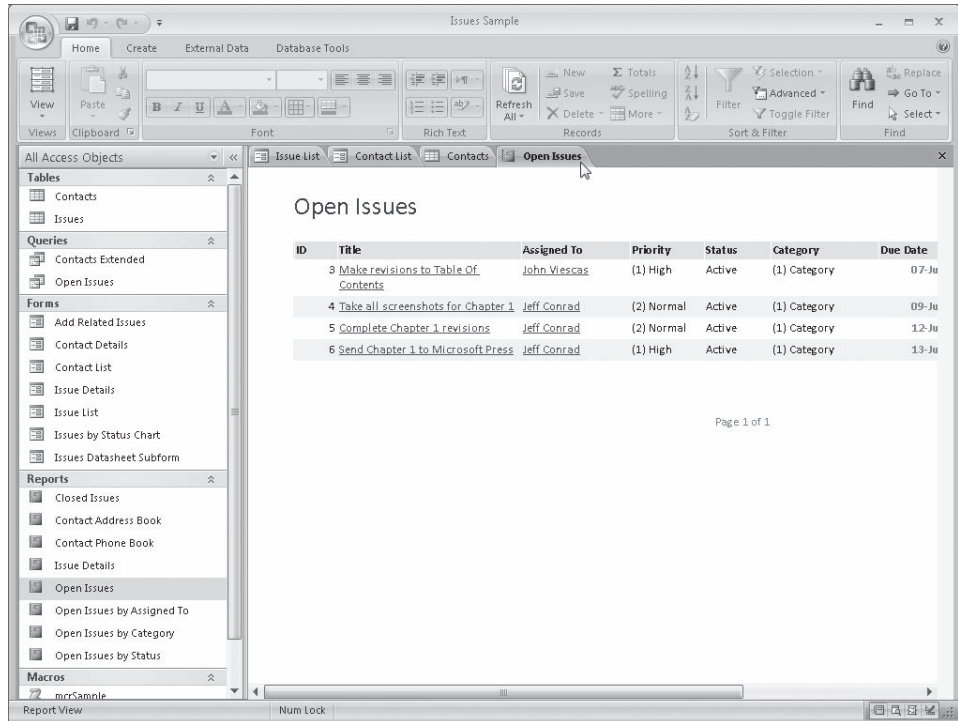 Issues Sample
Home Create External Data Database Tools
View Paste B I U A ab Refresh All New Save Delete Σ Totals Spelling More Filter Selection Advanced Toggle Filter Find Replace Go To Select
Views Clipboard Font Rich Text Records Sort & Filter Find
All Access Objects Issue List Contact List Contacts Open Issues
Tables
Contacts
Issues
Queries
Contacts Extended
Open Issues
Forms
Add Related Issues
Contact Details
Contact List
Issue Details
Issue List
Issues by Status Chart
Issues Datasheet Subform
Reports
Closed Issues
Contact Address Book
Contact Phone Book
Issue Details
Open Issues
Open Issues by Assigned To
Open Issues by Category
Open Issues by Status
Macros
mcrSample
Open Issues
ID Title Assigned To Priority Status Category Due Date
3 Make revisions to Table Of Contents John Viescas (1) High Active (1) Category 07-Ju
4 Take all screenshots for Chapter 1 Jeff Conrad (2) Normal Active (1) Category 09-Ju
5 Complete Chapter 1 revisions Jeff Conrad (2) Normal Active (1) Category 12-Ju
6 Send Chapter 1 to Microsoft Press Jeff Conrad (1) High Active (1) Category 13-Ju
Page 1 of 1
Report View Num Lock